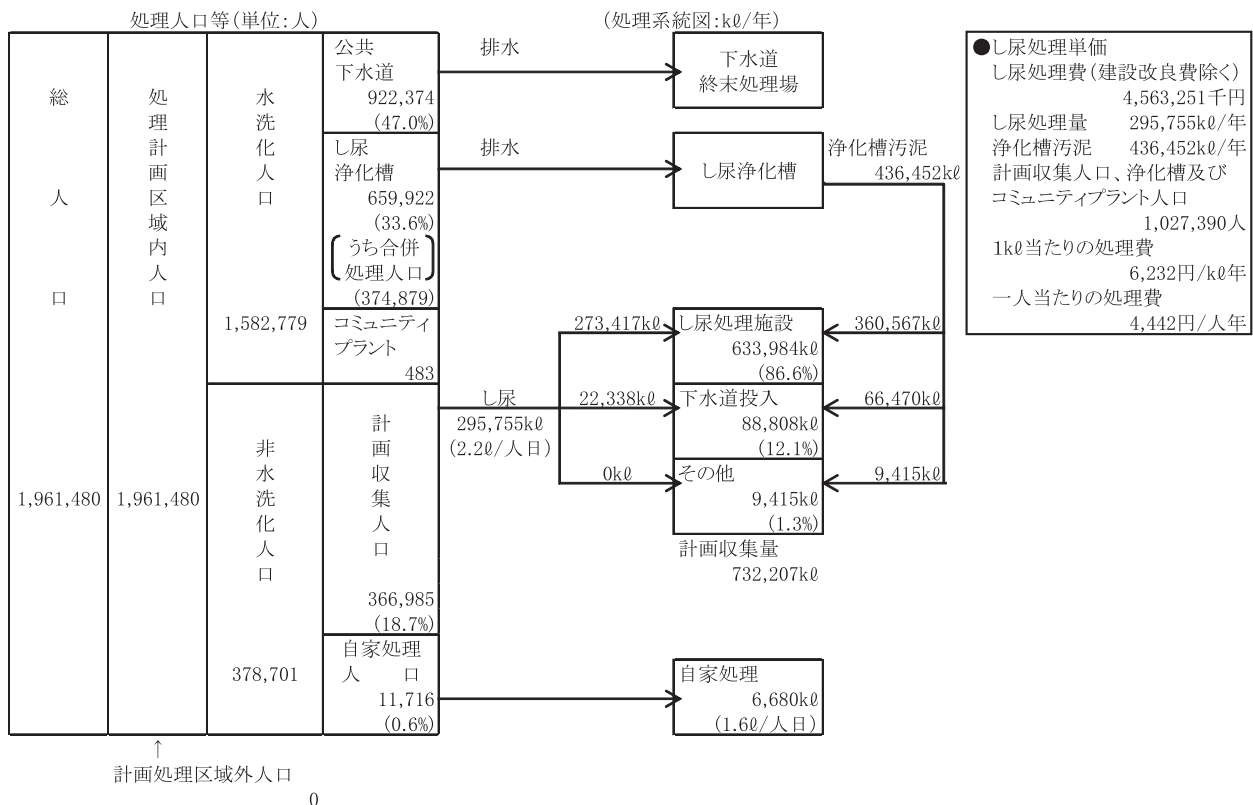 処理人口等(単位:人)
(処理系統図:kℓ/年)
総人口
1,961,480
処理計画区域内人口
1,961,480
水洗化人口
1,582,779
非水洗化人口
378,701
公共
下水道
922,374
(47.0%)
し尿
浄化槽
659,922
(33.6%)
うち合併
処理人口
(374,879)
コミュニティ
プラント
483
計画収集人口
366,985
(18.7%)
自家処理
人 口
11,716
(0.6%)
↑
計画処理区域外人口
0
排水
下水道
終末処理場
排水
し尿浄化槽
浄化槽汚泥
436,452kℓ
し尿
295,755kℓ
(2.2ℓ/人日)
273,417kℓ
22,338kℓ
0kℓ
し尿処理施設
633,984kℓ
(86.6%)
下水道投入
88,808kℓ
(12.1%)
その他
9,415kℓ
(1.3%)
計画収集量
732,207kℓ
360,567kℓ
66,470kℓ
9,415kℓ
自家処理
6,680kℓ
(1.6ℓ/人日)
●し尿処理単価
し尿処理費(建設改良費除く)
4,563,251千円
し尿処理量 295,755kℓ/年
浄化槽汚泥 436,452kℓ/年
計画収集人口、浄化槽及び
コミュニティプラント人口
1,027,390人
1kℓ当たりの処理費
6,232円/kℓ年
一人当たりの処理費
4,442円/人年